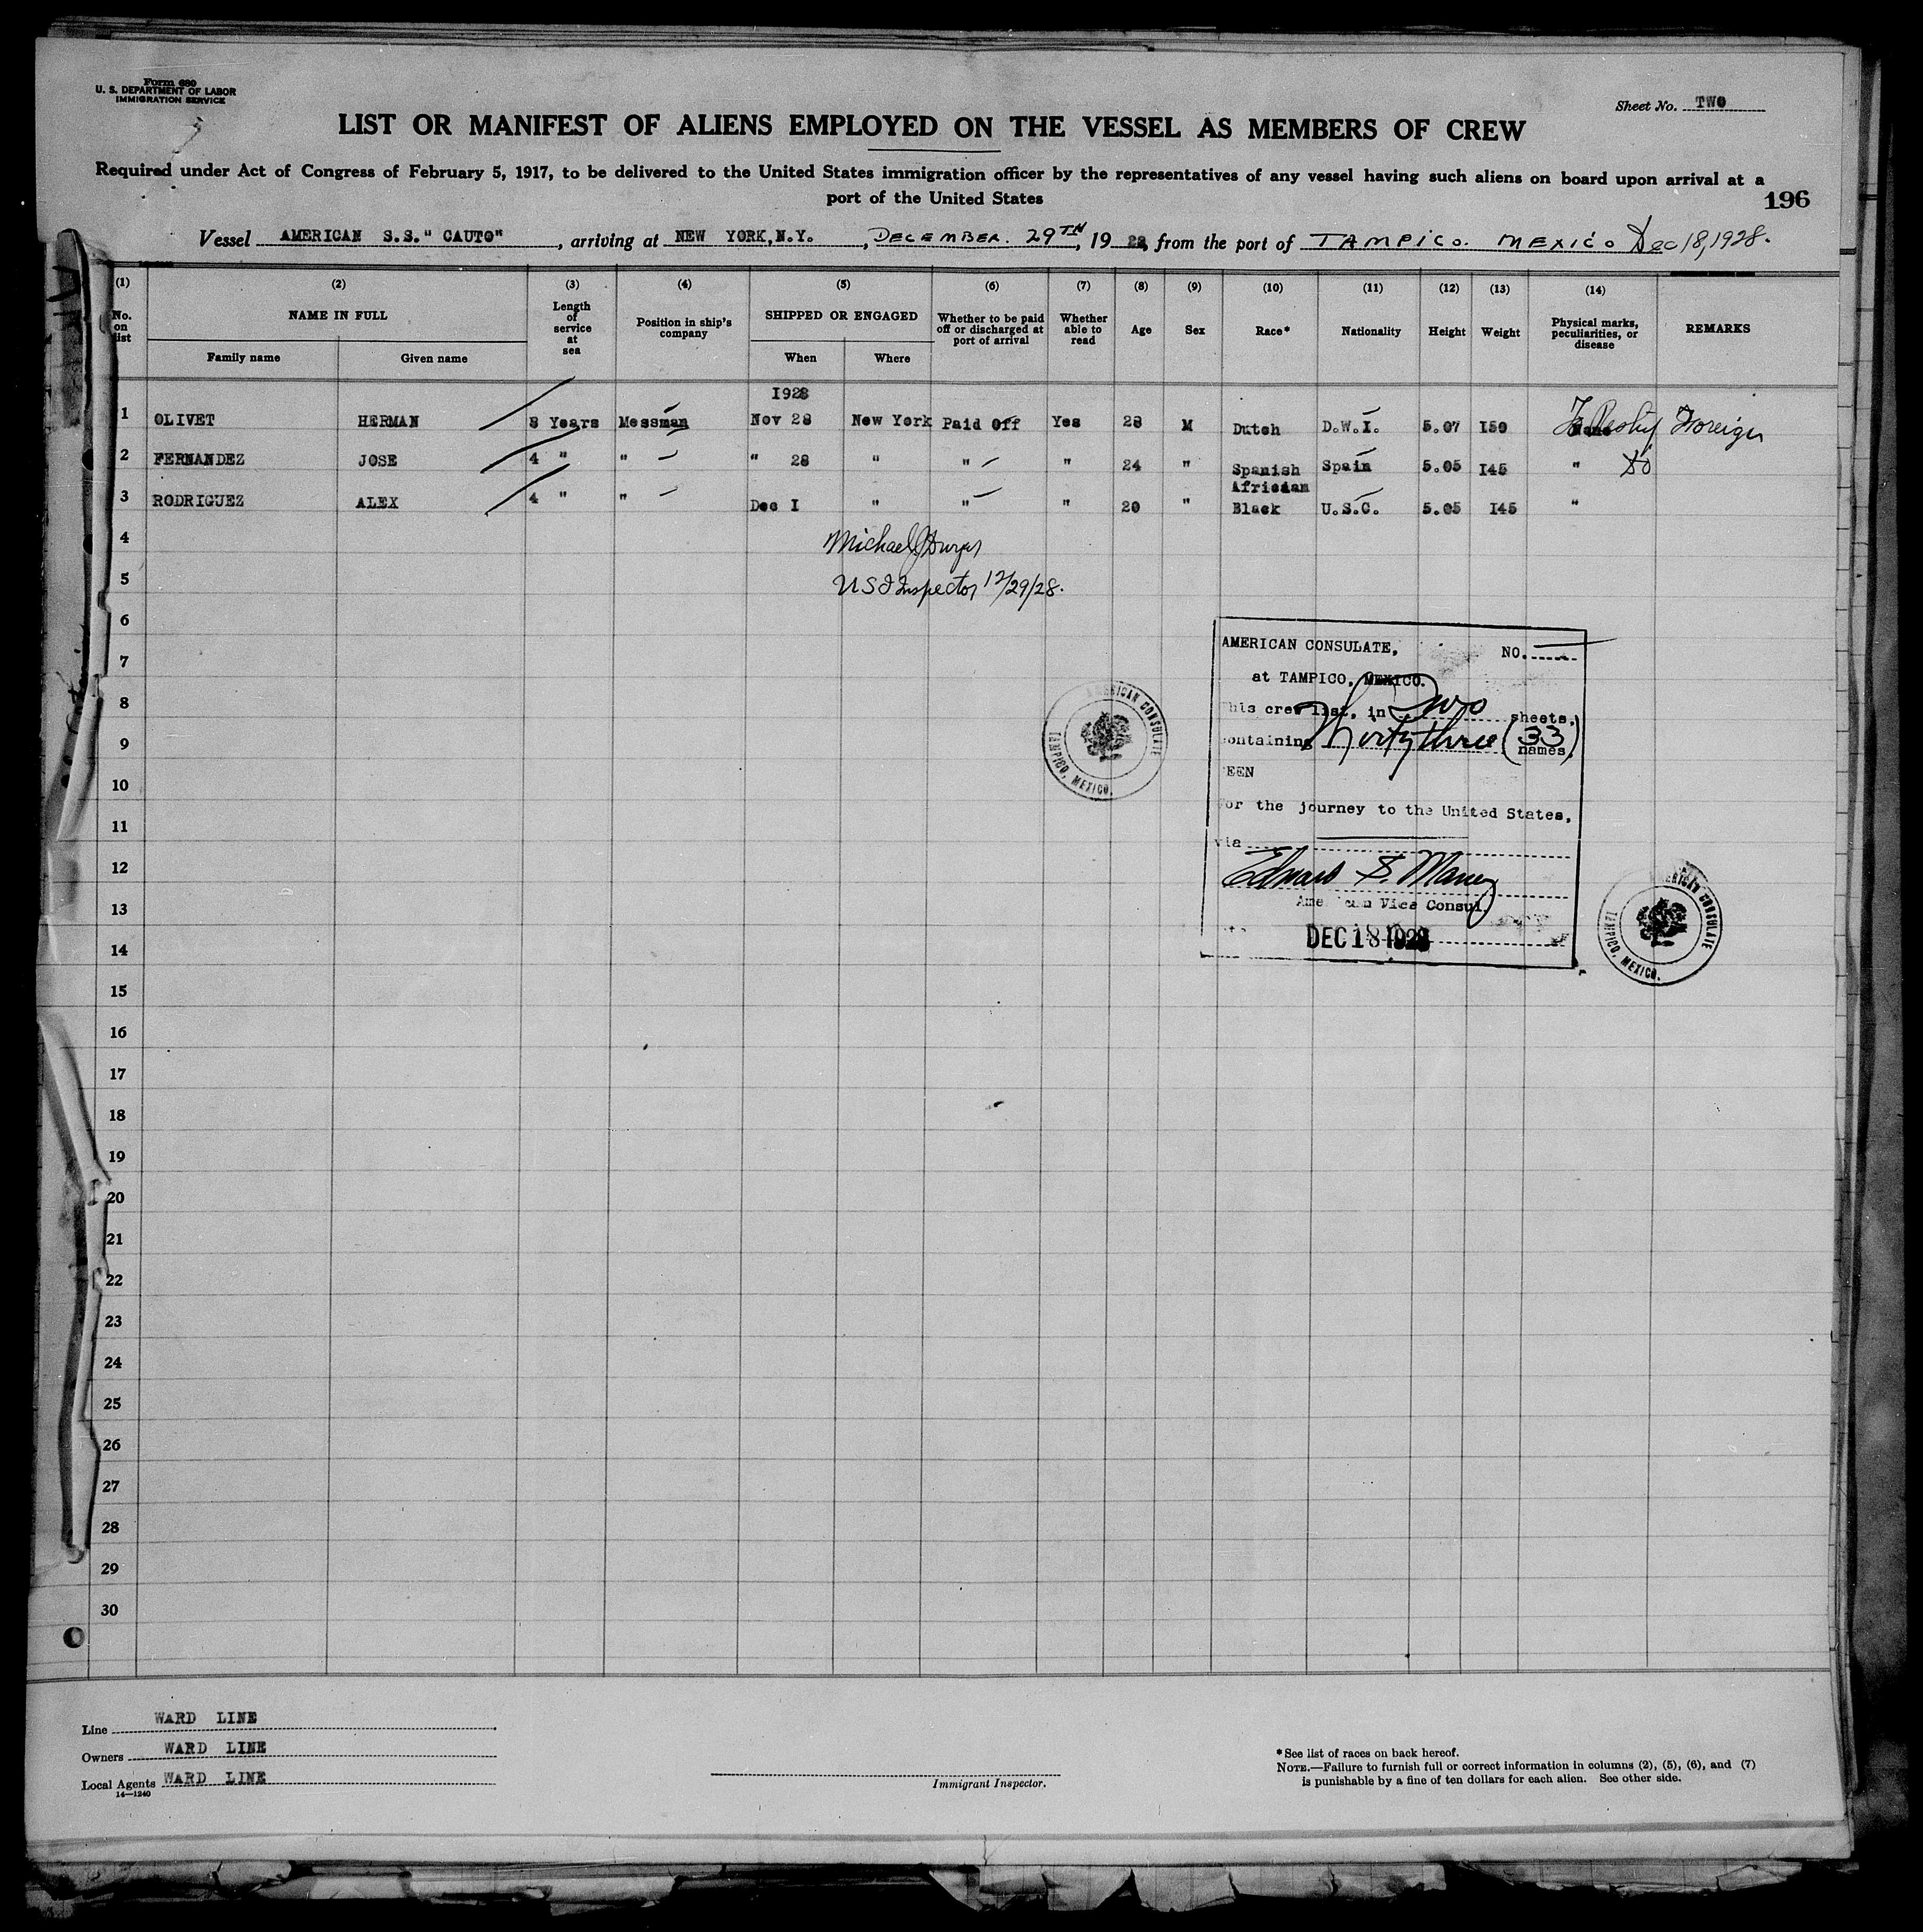 Form 680
U. S. DEPARTMENT OF LABOR
IMMIGRATION SERVICE
Sheet No. TWO
LIST OR MANIFEST OF ALIENS EMPLOYED ON THE VESSEL AS MEMBERS OF CREW
Required under Act of Congress of February 5, 1917, to be delivered to the United States immigration officer by the representatives of any vessel having such aliens on board upon arrival at a
port of the United States
196
Vessel AMERICAN S.S. "CAUTO", arriving at NEW YORK, N.Y., DECEMBER. 29TH, 1928, from the port of TAMPICO. MEXICO Dec 18, 1928.
(1) (2) (3) (4) (5) (6) (7) (8) (9) (10) (11) (12) (13) (14)
No. on list NAME IN FULL Length of service at sea Position in ship's company SHIPPED OR ENGAGED Whether to be paid off or discharged at port of arrival Whether able to read Age Sex Race* Nationality Height Weight Physical marks, peculiarities, or disease REMARKS
Family name Given name When Where
1928
1 OLIVET HERMAN 8 Years Messman Nov 28 New York Paid Off Yes 28 M Dutch D.W.I. 5.07 150 None Foreign
2 FERNANDEZ JOSE 4 " " " 28 " " " 24 " Spanish Spain 5.05 145 "
African
3 RODRIGUEZ ALEX 4 " " Dec I " " " 20 " Black U.S.C. 5.05 145 "
4
Michael J
5
USI Inspector 12/29/28.
6
7
8
9
10
11
12
13
14
15
16
17
18
19
20
21
22
23
24
25
26
27
28
29
30
AMERICAN CONSULATE, NO.
at TAMPICO, MEXICO.
This crew list, in Two sheets,
containing thirty three (33) names,
EEN
for the journey to the United States,
via
Edward S. Maney
American Vice Consul,
DEC 18 1928
AMERICAN CONSULATE
TAMPICO, MEXICO.
AMERICAN CONSULATE
TAMPICO, MEXICO.
Line WARD LINE
Owners WARD LINE
Local Agents WARD LINE
14—1240
Immigrant Inspector.
*See list of races on back hereof.
NOTE.—Failure to furnish full or correct information in columns (2), (5), (6), and (7)
is punishable by a fine of ten dollars for each alien. See other side.